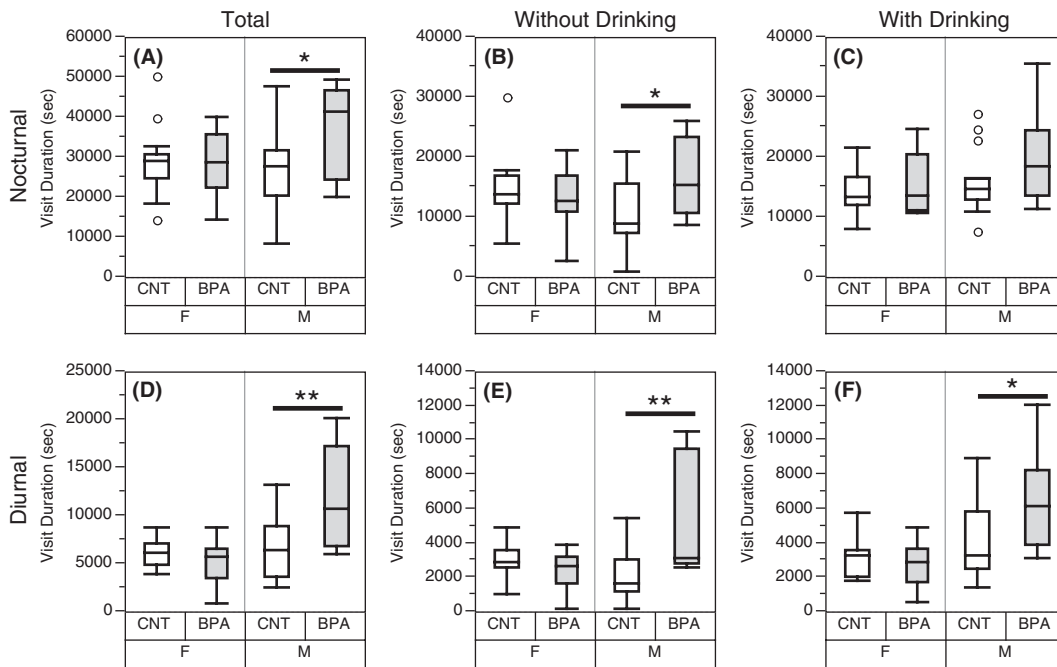 Total
Without Drinking
With Drinking
Nocturnal
Visit Duration (sec)
60000
50000
40000
30000
20000
10000
0
(A)
*
CNT
BPA
CNT
BPA
F
M
Visit Duration (sec)
40000
30000
20000
10000
0
(B)
*
CNT
BPA
CNT
BPA
F
M
Visit Duration (sec)
40000
30000
20000
10000
0
(C)
CNT
BPA
CNT
BPA
F
M
Diurnal
Visit Duration (sec)
25000
20000
15000
10000
5000
0
(D)
**
CNT
BPA
CNT
BPA
F
M
Visit Duration (sec)
14000
12000
10000
8000
6000
4000
2000
0
(E)
**
CNT
BPA
CNT
BPA
F
M
Visit Duration (sec)
14000
12000
10000
8000
6000
4000
2000
0
(F)
*
CNT
BPA
CNT
BPA
F
M